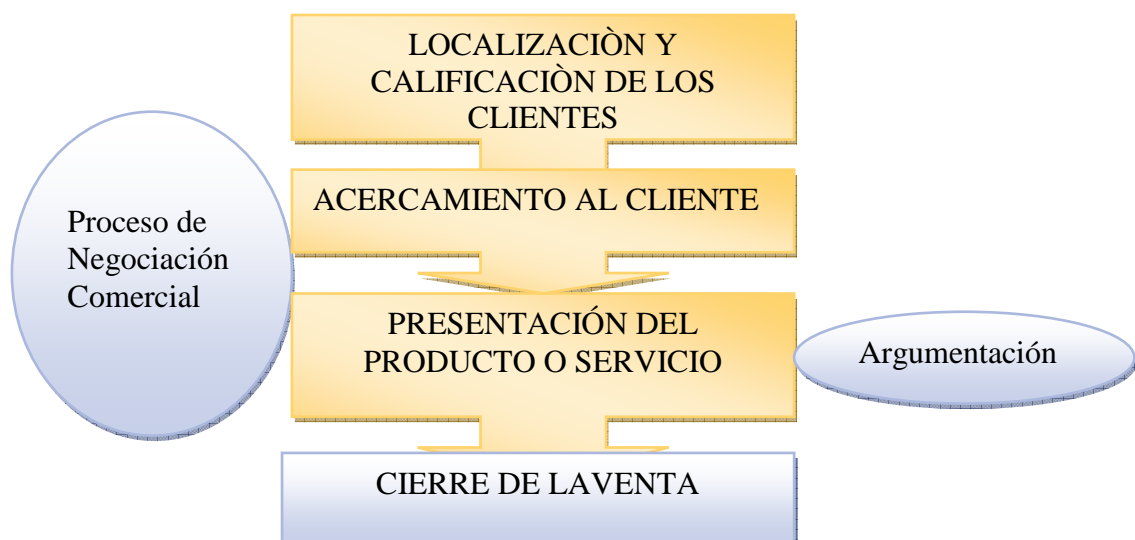 LOCALIZACIÒN Y
CALIFICACIÒN DE LOS
CLIENTES
ACERCAMIENTO AL CLIENTE
Proceso de
Negociación
Comercial
PRESENTACIÓN DEL
PRODUCTO O SERVICIO
Argumentación
CIERRE DE LAVENTA